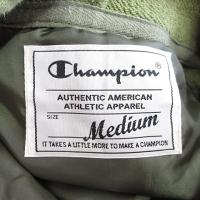 Champion
AUTHENTIC AMERICAN
ATHLETIC APPAREL
SIZE
Medium
IT TAKES A LITTLE MORE TO MAKE A CHAMPION